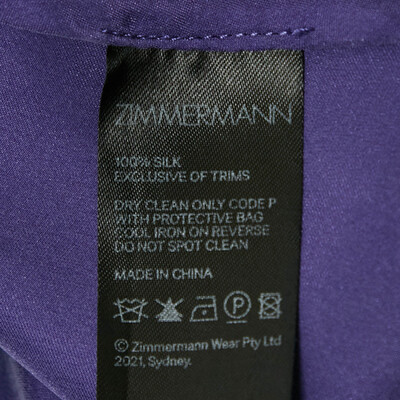 ZIMMERMANN
100% SILK
EXCLUSIVE OF TRIMS
DRY CLEAN ONLY CODE P
WITH PROTECTIVE BAG
COOL IRON ON REVERSE
DO NOT SPOT CLEAN
MADE IN CHINA
P
© Zimmermann Wear Pty Ltd
2021, Sydney.